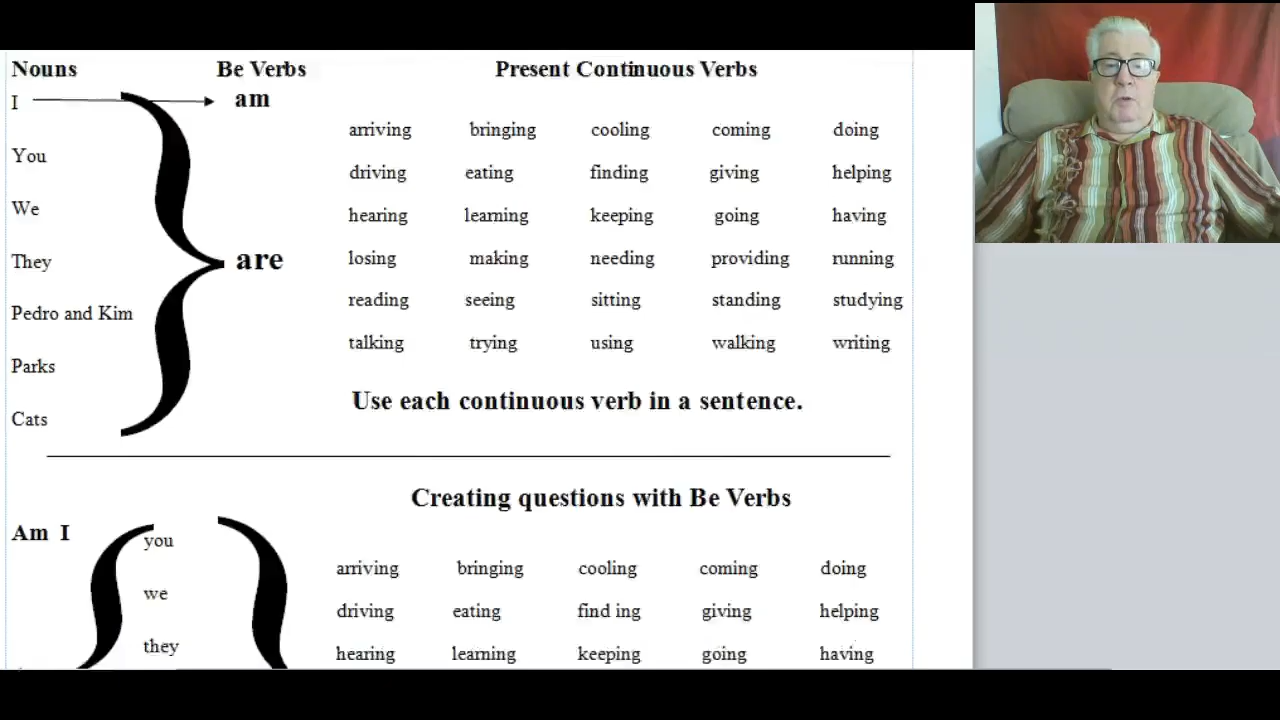 Nouns Be Verbs Present Continuous Verbs
I am
arriving bringing cooling coming doing
You
driving eating finding giving helping
We
hearing learning keeping going having
They are
losing making needing providing running
Pedro and Kim
reading seeing sitting standing studying
talking trying using walking writing
Parks
Use each continuous verb in a sentence.
Cats
Creating questions with Be Verbs
Am I you
arriving bringing cooling coming doing
we
driving eating find ing giving helping
they
hearing learning keeping going having